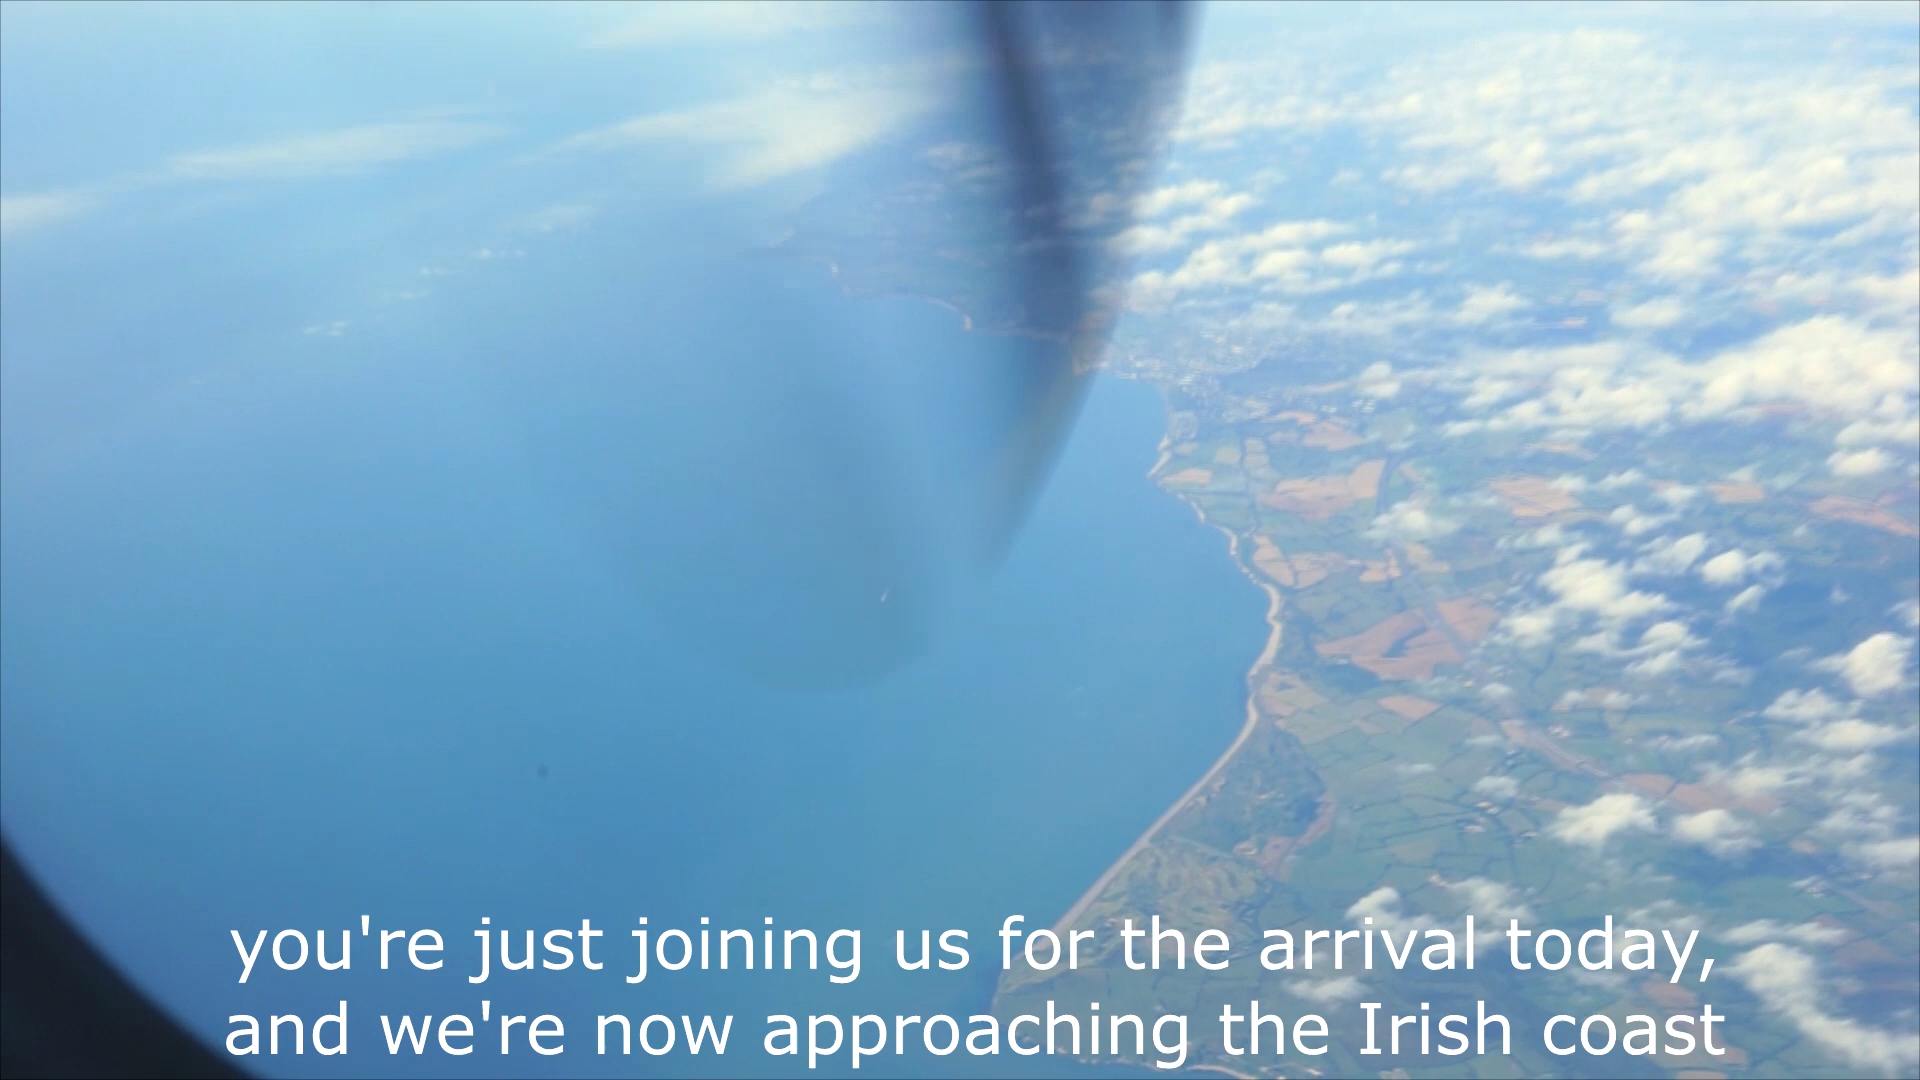 you're just joining us for the arrival today,
and we're now approaching the Irish coast